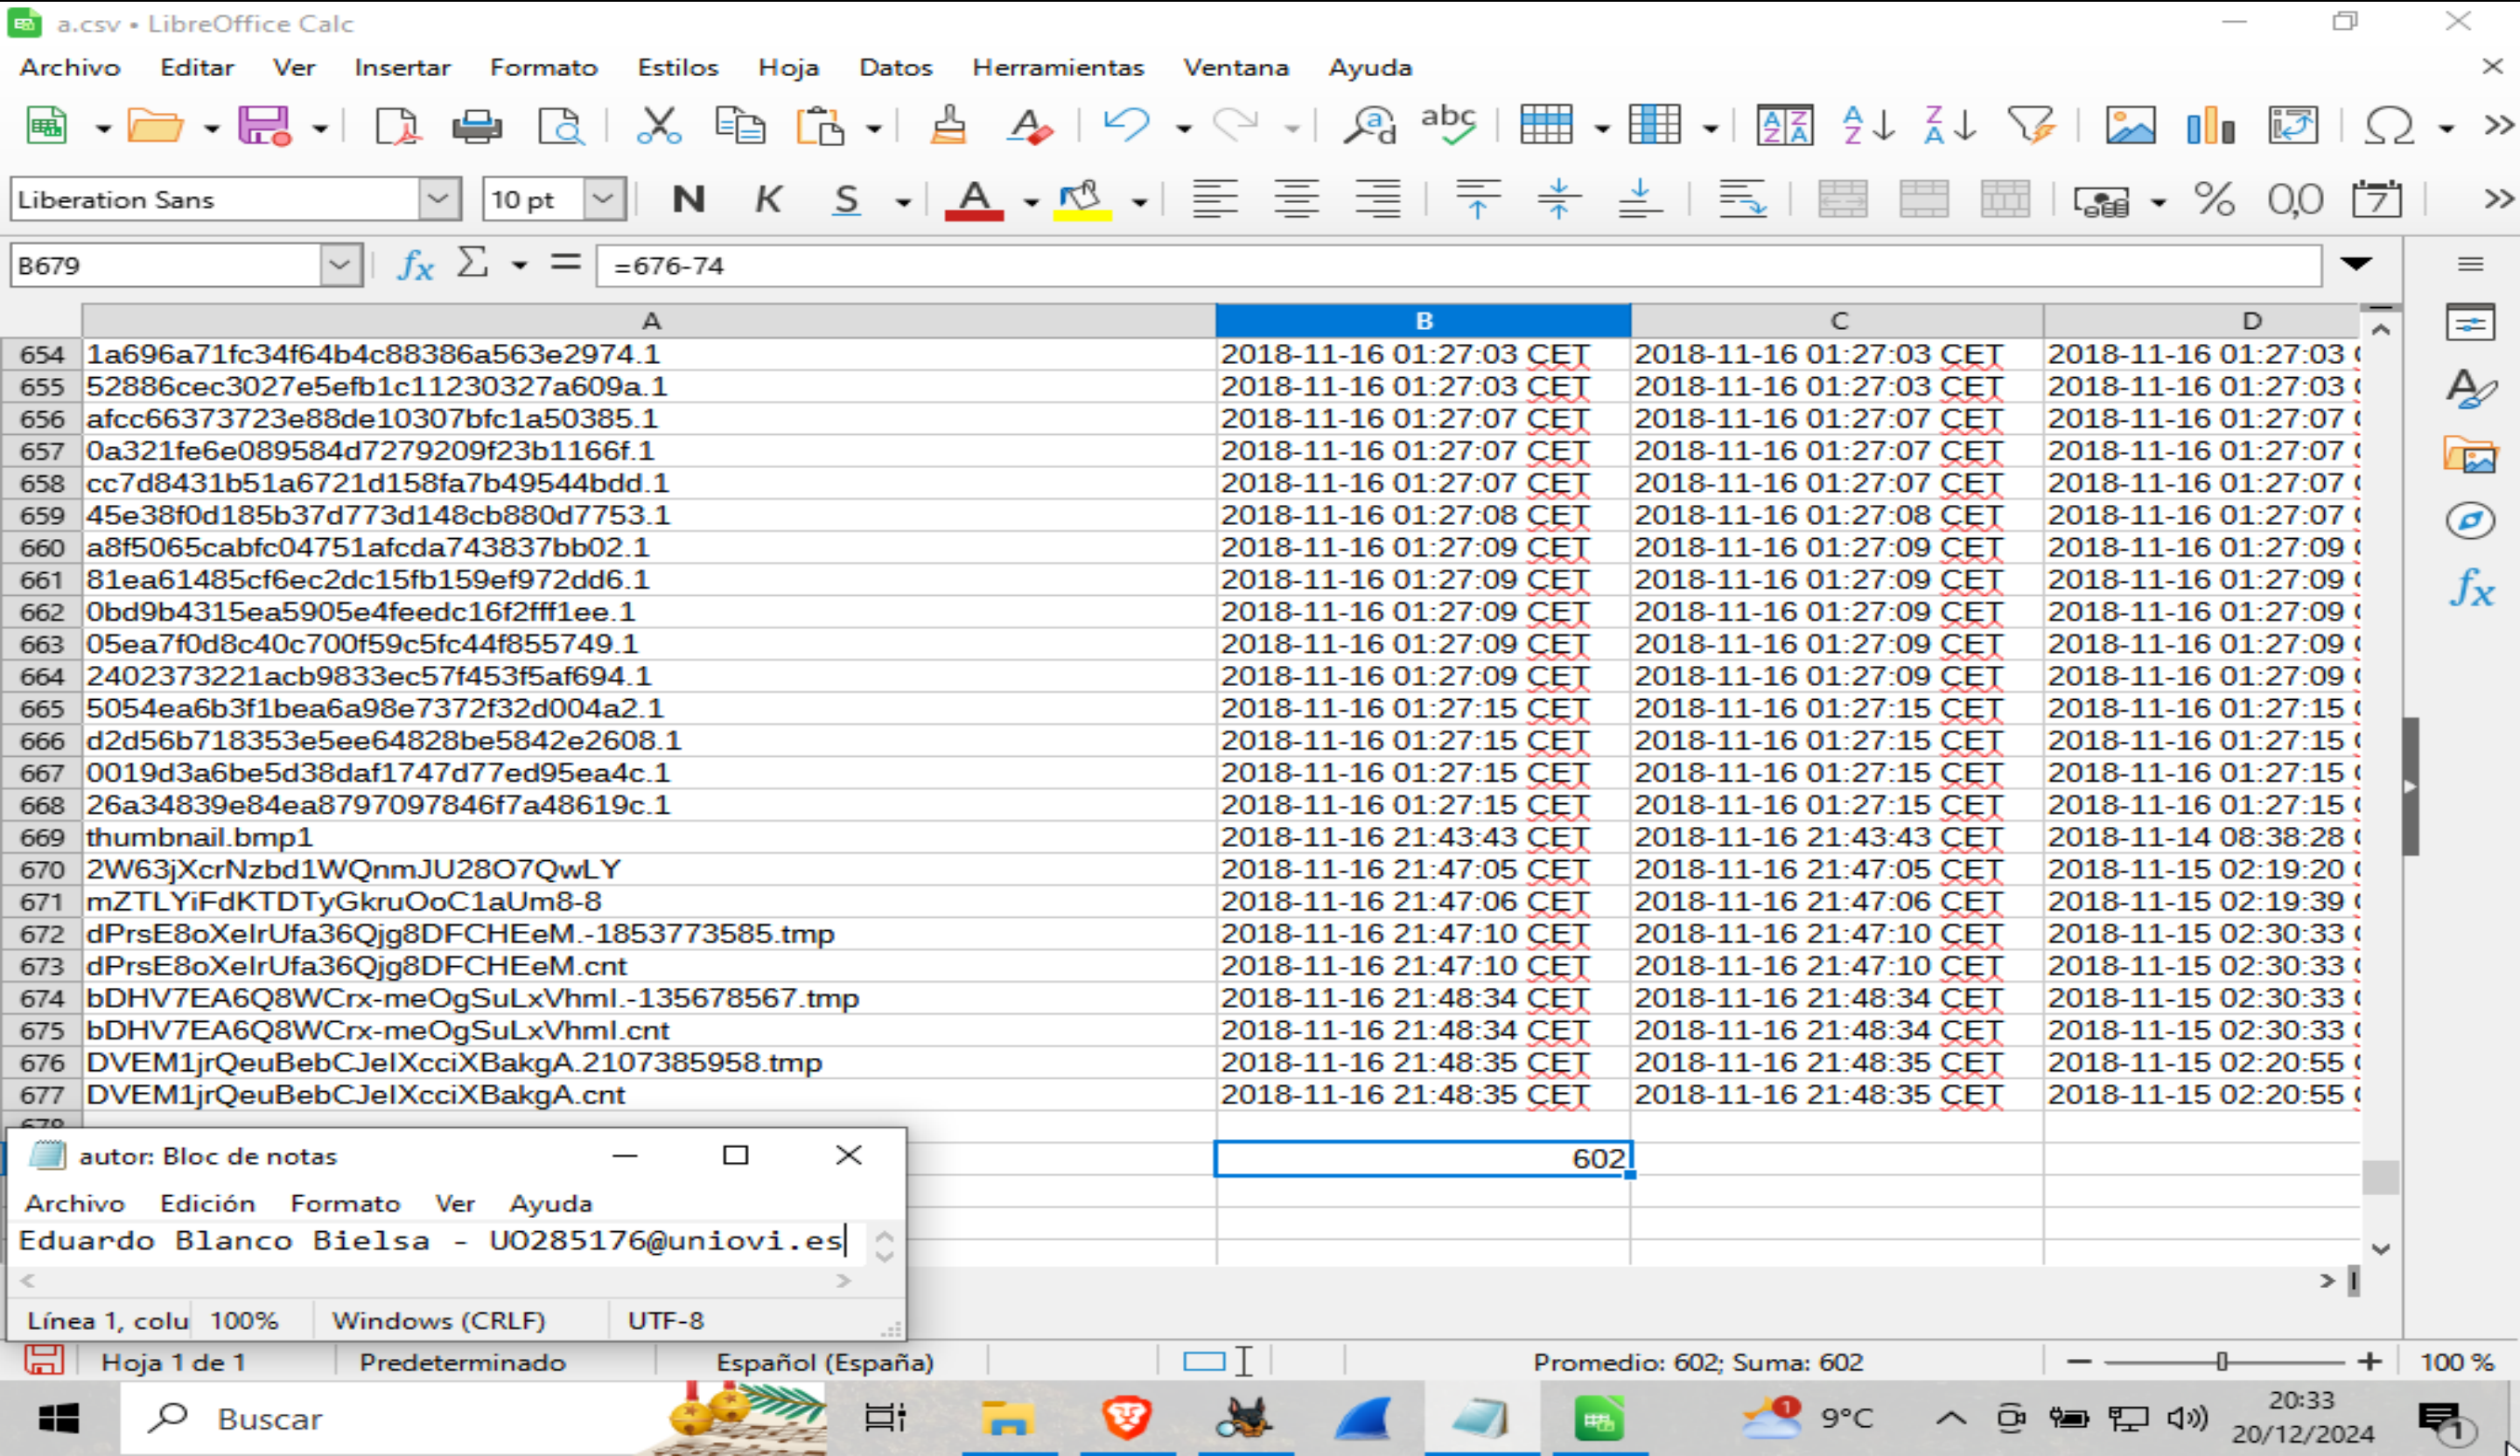 a.csv • LibreOffice Calc
Archivo Editar Ver Insertar Formato Estilos Hoja Datos Herramientas Ventana Ayuda
Liberation Sans 10 pt N K S A % 0,0 7
B679 fx Σ = =676-74
A B C D
654 1a696a71fc34f64b4c88386a563e2974.1 2018-11-16 01:27:03 CET 2018-11-16 01:27:03 CET 2018-11-16 01:27:03
655 52886cec3027e5efb1c11230327a609a.1 2018-11-16 01:27:03 CET 2018-11-16 01:27:03 CET 2018-11-16 01:27:03
656 afcc66373723e88de10307bfc1a50385.1 2018-11-16 01:27:07 CET 2018-11-16 01:27:07 CET 2018-11-16 01:27:07
657 0a321fe6e089584d7279209f23b1166f.1 2018-11-16 01:27:07 CET 2018-11-16 01:27:07 CET 2018-11-16 01:27:07
658 cc7d8431b51a6721d158fa7b49544bdd.1 2018-11-16 01:27:07 CET 2018-11-16 01:27:07 CET 2018-11-16 01:27:07
659 45e38f0d185b37d773d148cb880d7753.1 2018-11-16 01:27:08 CET 2018-11-16 01:27:08 CET 2018-11-16 01:27:07
660 a8f5065cabfc04751afcda743837bb02.1 2018-11-16 01:27:09 CET 2018-11-16 01:27:09 CET 2018-11-16 01:27:09
661 81ea61485cf6ec2dc15fb159ef972dd6.1 2018-11-16 01:27:09 CET 2018-11-16 01:27:09 CET 2018-11-16 01:27:09
662 0bd9b4315ea5905e4feedc16f2fff1ee.1 2018-11-16 01:27:09 CET 2018-11-16 01:27:09 CET 2018-11-16 01:27:09
663 05ea7f0d8c40c700f59c5fc44f855749.1 2018-11-16 01:27:09 CET 2018-11-16 01:27:09 CET 2018-11-16 01:27:09
664 2402373221acb9833ec57f453f5af694.1 2018-11-16 01:27:09 CET 2018-11-16 01:27:09 CET 2018-11-16 01:27:09
665 5054ea6b3f1bea6a98e7372f32d004a2.1 2018-11-16 01:27:15 CET 2018-11-16 01:27:15 CET 2018-11-16 01:27:15
666 d2d56b718353e5ee64828be5842e2608.1 2018-11-16 01:27:15 CET 2018-11-16 01:27:15 CET 2018-11-16 01:27:15
667 0019d3a6be5d38daf1747d77ed95ea4c.1 2018-11-16 01:27:15 CET 2018-11-16 01:27:15 CET 2018-11-16 01:27:15
668 26a34839e84ea8797097846f7a48619c.1 2018-11-16 01:27:15 CET 2018-11-16 01:27:15 CET 2018-11-16 01:27:15
669 thumbnail.bmp1 2018-11-16 21:43:43 CET 2018-11-16 21:43:43 CET 2018-11-14 08:38:28
670 2W63jXcrNzbd1WQnmJU28O7QwLY 2018-11-16 21:47:05 CET 2018-11-16 21:47:05 CET 2018-11-15 02:19:20
671 mZTLYiFdKTDTyGkruOoC1aUm8-8 2018-11-16 21:47:06 CET 2018-11-16 21:47:06 CET 2018-11-15 02:19:39
672 dPrsE8oXeIrUfa36Qjg8DFCHEeM.-1853773585.tmp 2018-11-16 21:47:10 CET 2018-11-16 21:47:10 CET 2018-11-15 02:30:33
673 dPrsE8oXeIrUfa36Qjg8DFCHEeM.cnt 2018-11-16 21:47:10 CET 2018-11-16 21:47:10 CET 2018-11-15 02:30:33
674 bDHV7EA6Q8WCrx-meOgSuLxVhmI.-135678567.tmp 2018-11-16 21:48:34 CET 2018-11-16 21:48:34 CET 2018-11-15 02:30:33
675 bDHV7EA6Q8WCrx-meOgSuLxVhmI.cnt 2018-11-16 21:48:34 CET 2018-11-16 21:48:34 CET 2018-11-15 02:30:33
676 DVEM1jrQeuBebCJeIXcciXBakgA.2107385958.tmp 2018-11-16 21:48:35 CET 2018-11-16 21:48:35 CET 2018-11-15 02:20:55
677 DVEM1jrQeuBebCJeIXcciXBakgA.cnt 2018-11-16 21:48:35 CET 2018-11-16 21:48:35 CET 2018-11-15 02:20:55
678
602
autor: Bloc de notas
Archivo Edición Formato Ver Ayuda
Eduardo Blanco Bielsa - UO285176@uniovi.es
Línea 1, colu 100% Windows (CRLF) UTF-8
Hoja 1 de 1 Predeterminado Español (España) Promedio: 602; Suma: 602 100 %
Buscar 1 9°C 20:33
20/12/2024 1